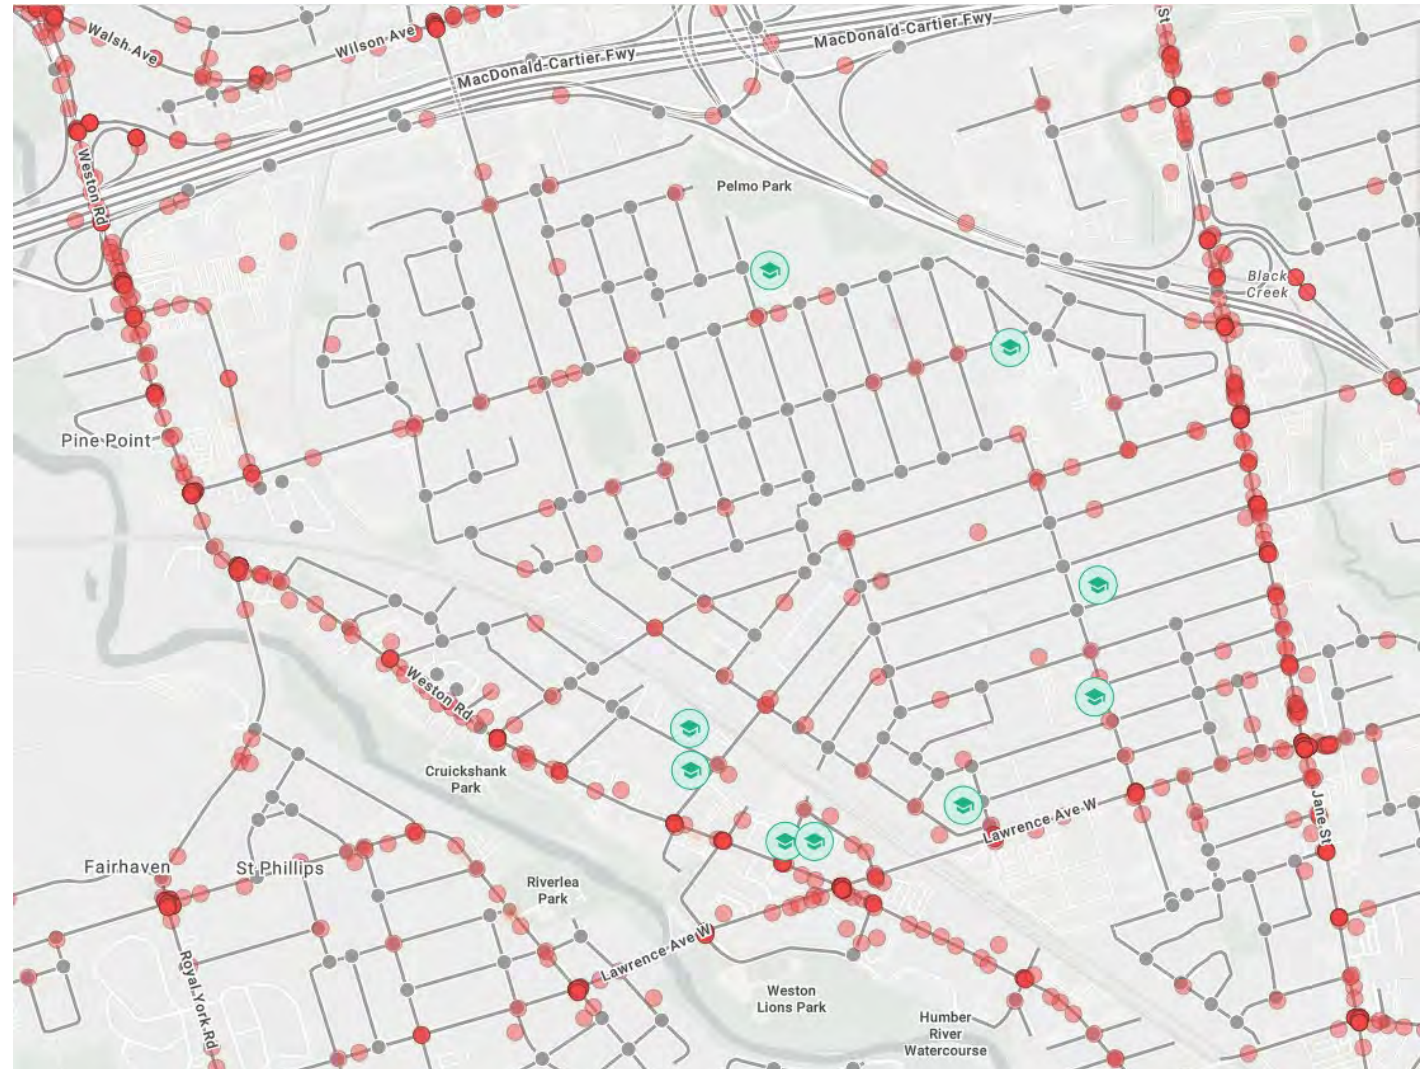 Walsh Ave
Wilson Ave
MacDonald-Cartier Fwy
MacDonald-Cartier Fwy
St
Weston Rd
Pelmo Park
Black
Creek
Pine Point
Weston Rd
Cruickshank
Park
Lawrence Ave W
Jane St
Fairhaven
St Phillips
Riverlea
Park
Lawrence Ave W
Royal York Rd
Weston
Lions Park
Humber
River
Watercourse